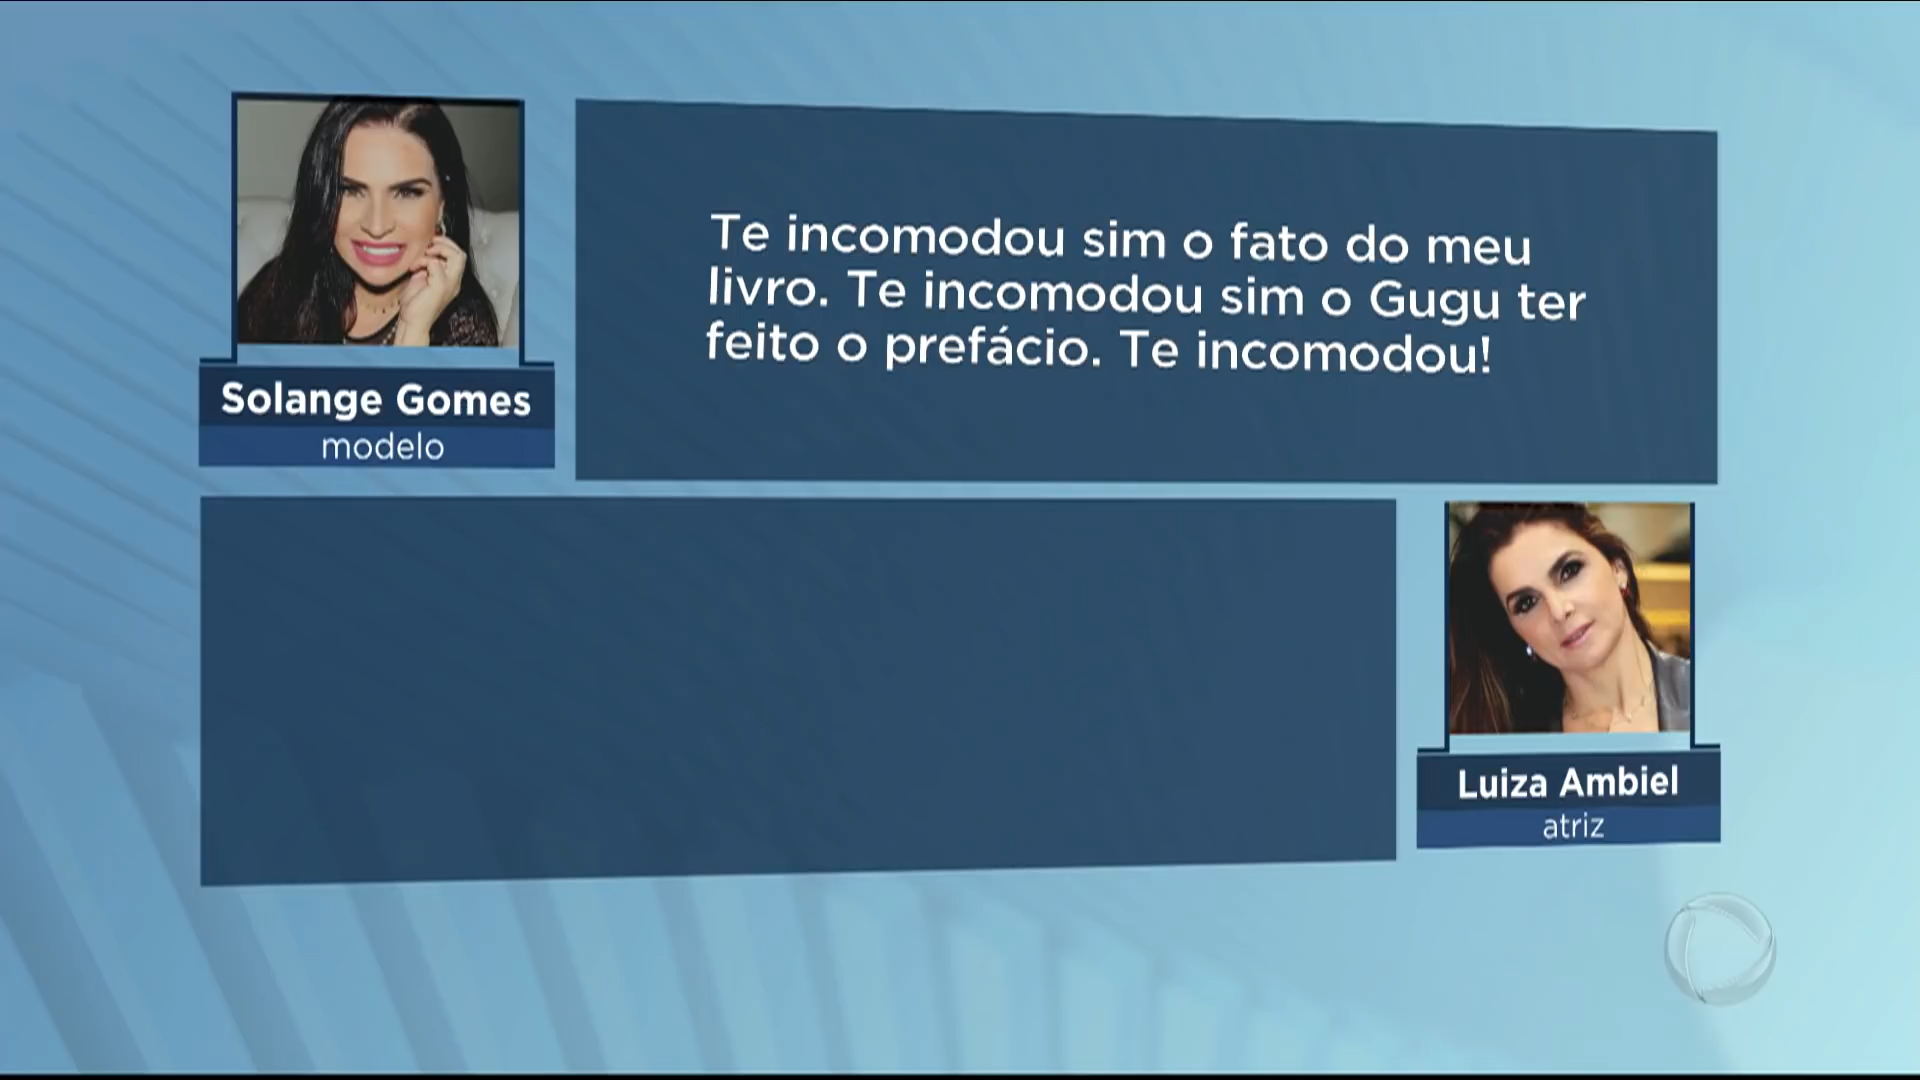 Te incomodou sim o fato do meu
livro. Te incomodou sim o Gugu ter
feito o prefácio. Te incomodou!
Solange Gomes
modelo
Luiza Ambiel
atriz